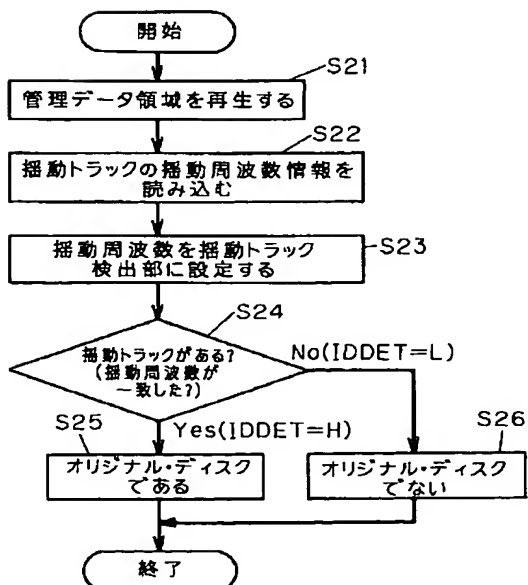 開始
S21
管理データ領域を再生する
S22
揺動トラックの揺動周波数情報を
読み込む
揺動周波数を揺動トラック
検出部に設定する
S23
S24
揺動トラックがある?
(揺動周波数が
一致した?)
No(IDDET=L)
S25
Yes(IDDET=H)
S26
オリジナル・ディスク
である
オリジナル・ディスク
でない
終了